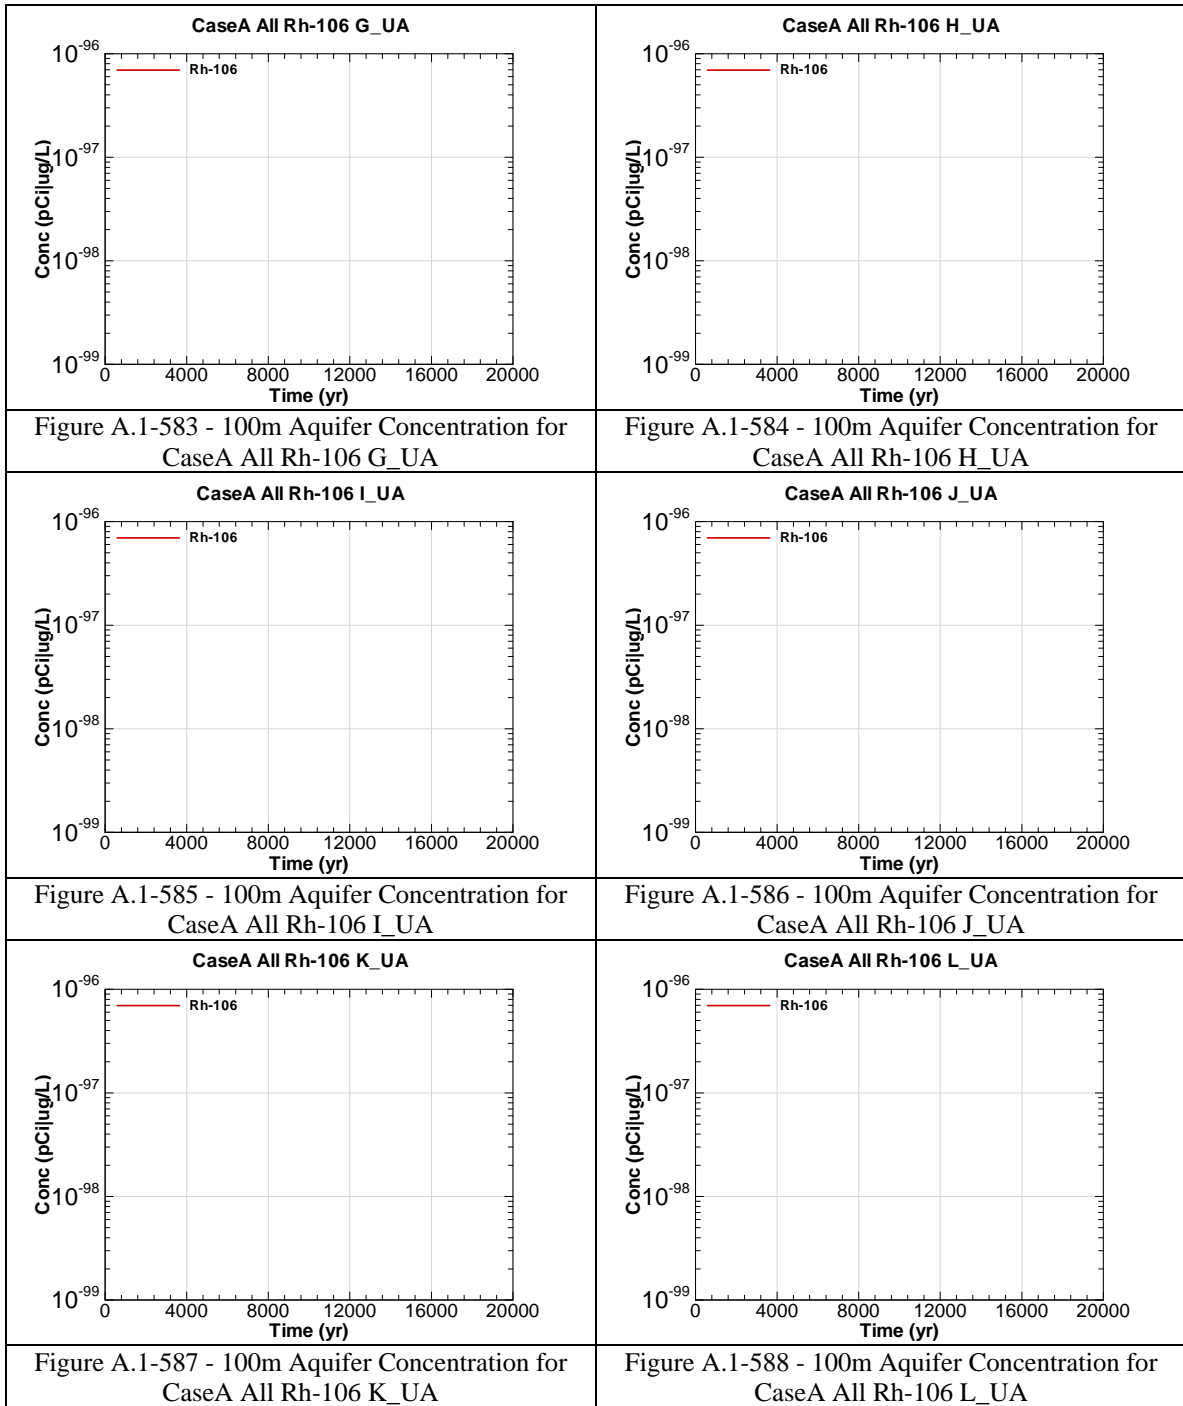 CaseA All Rh-106 G_UA
10-96
Rh-106
10-97
Conc (pCi|ug/L)
10-98
10-99
0 4000 8000 12000 16000 20000
Time (yr)
Figure A.1-583 - 100m Aquifer Concentration for
CaseA All Rh-106 G_UA
CaseA All Rh-106 H_UA
10-96
Rh-106
10-97
Conc (pCi|ug/L)
10-98
10-99
0 4000 8000 12000 16000 20000
Time (yr)
Figure A.1-584 - 100m Aquifer Concentration for
CaseA All Rh-106 H_UA
CaseA All Rh-106 I_UA
10-96
Rh-106
10-97
Conc (pCi|ug/L)
10-98
10-99
0 4000 8000 12000 16000 20000
Time (yr)
Figure A.1-585 - 100m Aquifer Concentration for
CaseA All Rh-106 I_UA
CaseA All Rh-106 J_UA
10-96
Rh-106
10-97
Conc (pCi|ug/L)
10-98
10-99
0 4000 8000 12000 16000 20000
Time (yr)
Figure A.1-586 - 100m Aquifer Concentration for
CaseA All Rh-106 J_UA
CaseA All Rh-106 K_UA
10-96
Rh-106
10-97
Conc (pCi|ug/L)
10-98
10-99
0 4000 8000 12000 16000 20000
Time (yr)
Figure A.1-587 - 100m Aquifer Concentration for
CaseA All Rh-106 K_UA
CaseA All Rh-106 L_UA
10-96
Rh-106
10-97
Conc (pCi|ug/L)
10-98
10-99
0 4000 8000 12000 16000 20000
Time (yr)
Figure A.1-588 - 100m Aquifer Concentration for
CaseA All Rh-106 L_UA